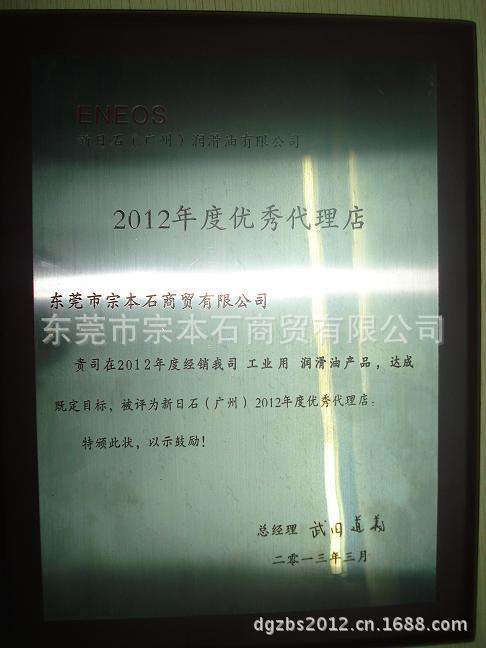 ENEOS
新日石（广州）润滑油有限公司
2012年度优秀代理店
东莞市宗本石商贸有限公司
东莞市宗本石商贸有限公司
贵司在2012年度经销我司 工业用 润滑油产品，达成
既定目标，被评为新日石（广州）2012年度优秀代理店；
特颁此状，以示鼓励！
总经理 武田道義
二零一三年三月
dgzbs2012.cn.1688.com